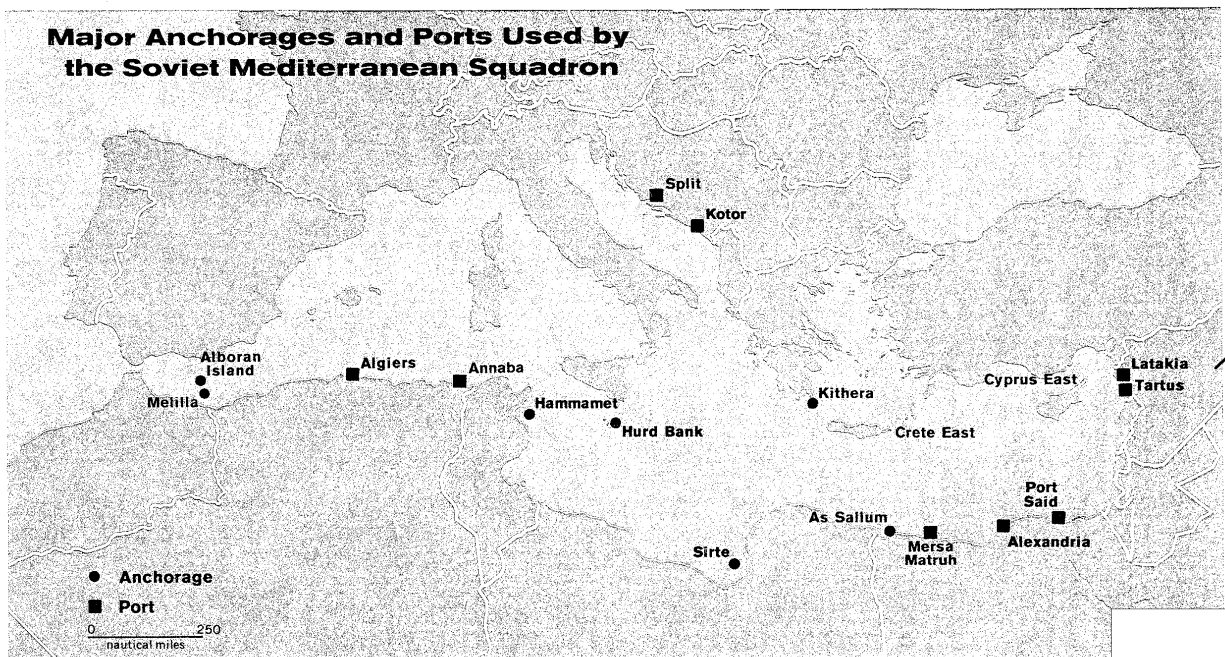 Major Anchorages and Ports Used by
the Soviet Mediterranean Squadron
Split
Kotor
Alboran
Island
Melilla
Algiers
Annaba
Hammamet
Hurd Bank
Kithera
Crete East
Cyprus East
Latakia
Tartus
Port
Said
As Sallum
Mersa
Matruh
Alexandria
Sirte
Anchorage
Port
0 250
nautical miles